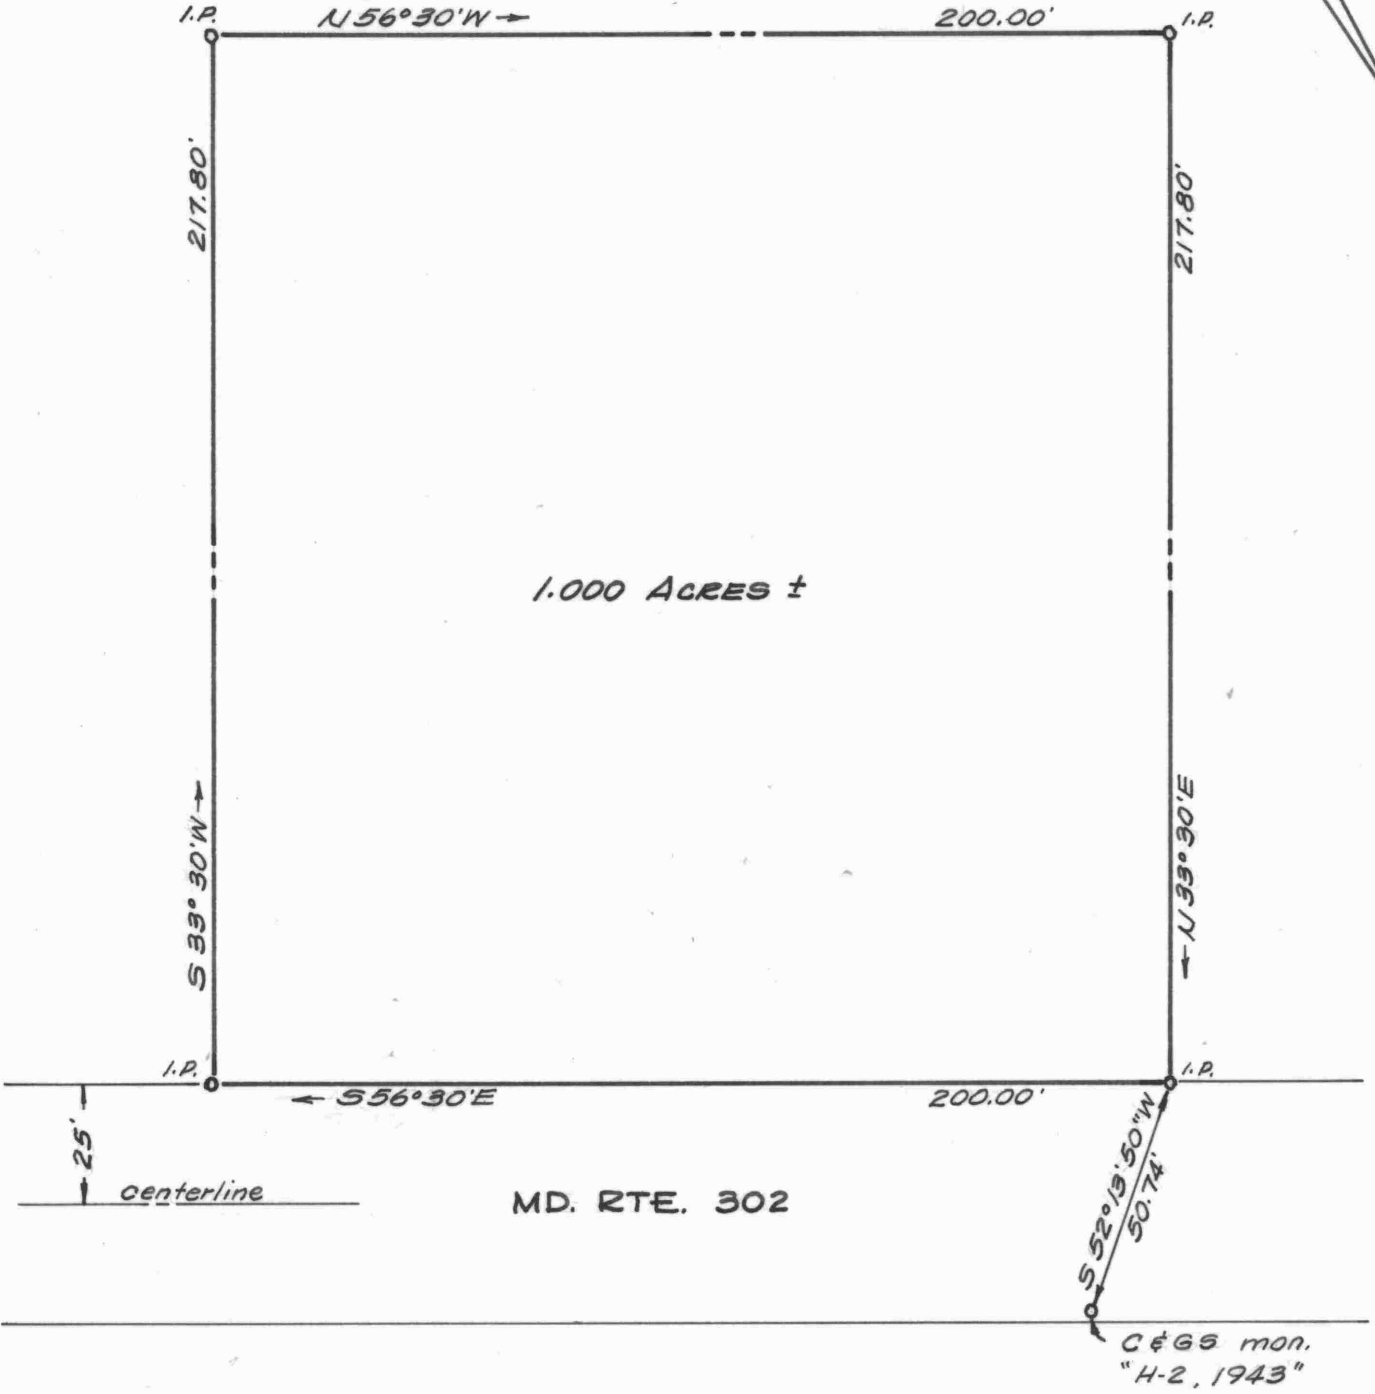 I.P.
N56°30'W →
200.00'
I.P.
217.80'
217.80'
1.000 ACRES ±
S 33° 30'W →
← N 33° 30'E
I.P.
← S56°30'E
200.00'
I.P.
25'
centerline
MD. RTE. 302
S 52°13'50"W
50.74'
C&GS mon.
"H-2, 1943"